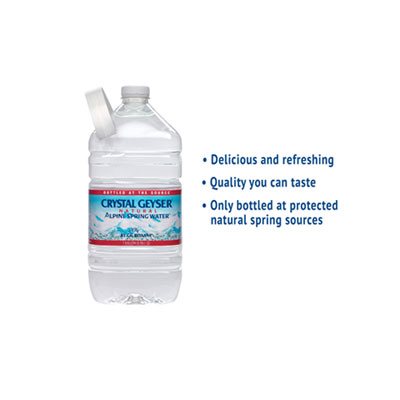 BOTTLED AT THE SOURCE
CRYSTAL GEYSER
NATURAL
ALPINE SPRING WATER
• Delicious and refreshing
• Quality you can taste
• Only bottled at protected
natural spring sources